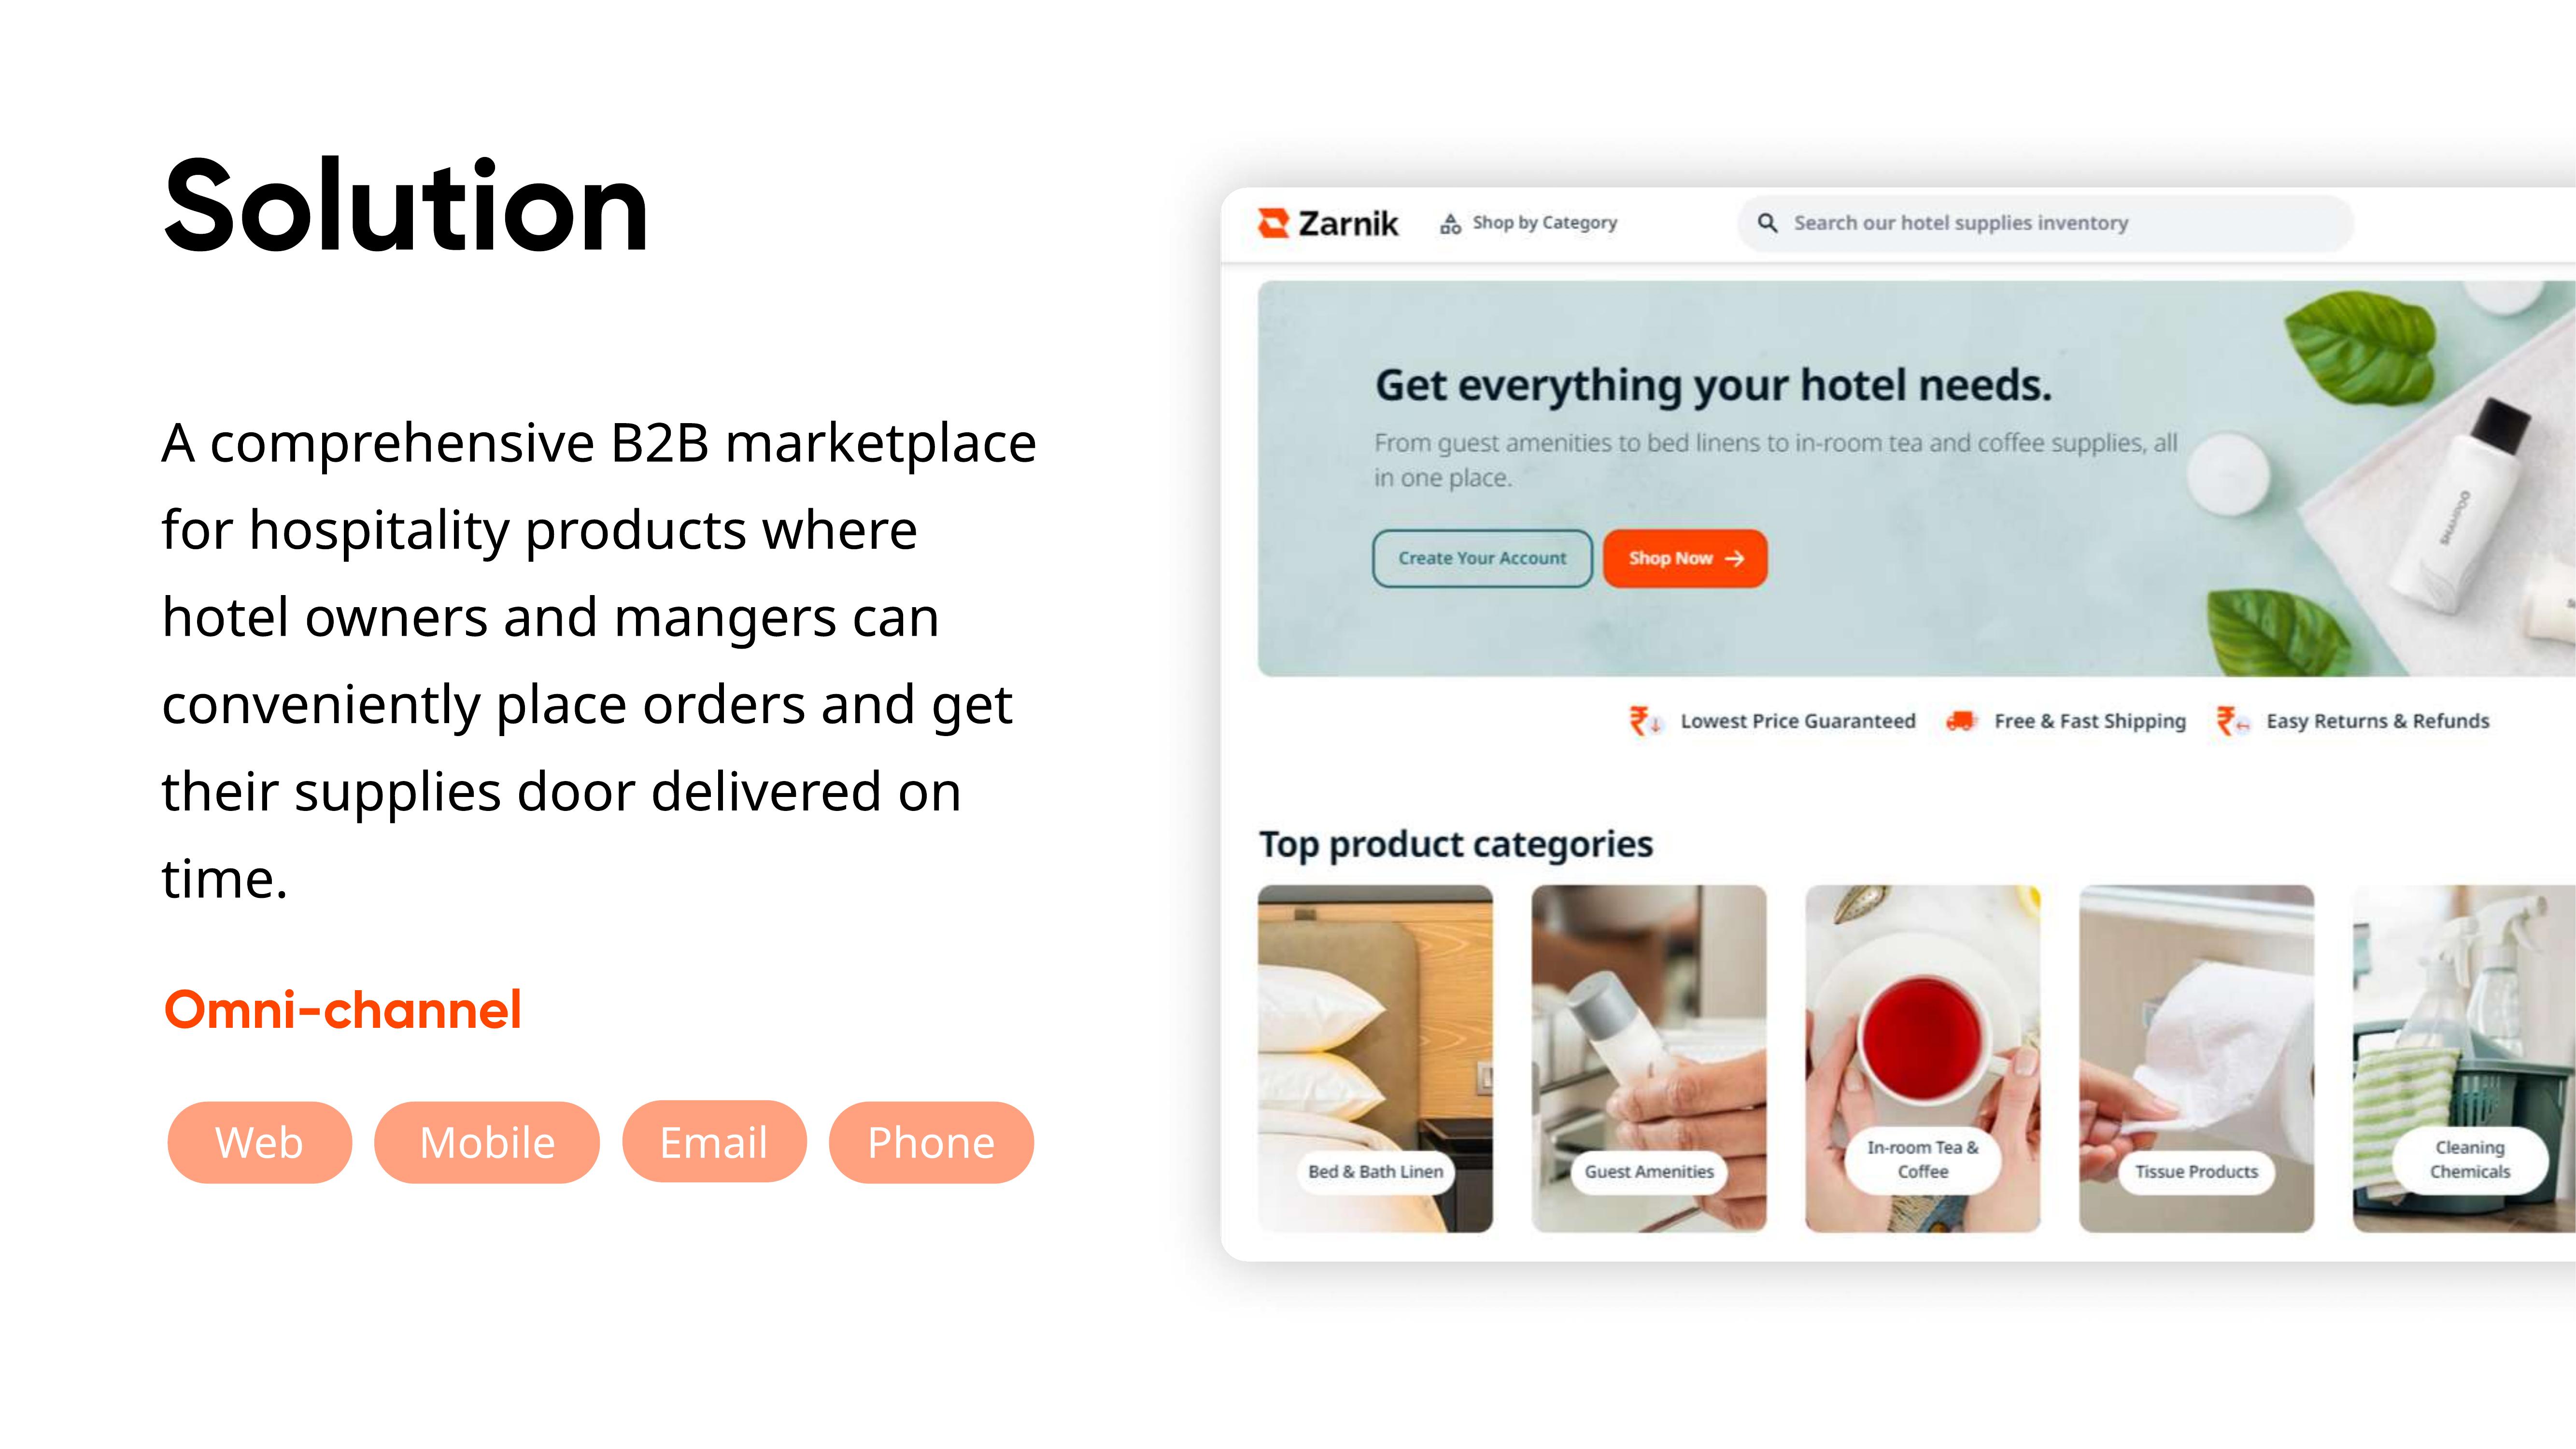 Solution
A comprehensive B2B marketplace
for hospitality products where
hotel owners and mangers can
conveniently place orders and get
their supplies door delivered on
time.
Omni-channel
Web
Mobile
Email
Phone
Zarnik
Shop by Category
Search our hotel supplies inventory
Get everything your hotel needs.
From guest amenities to bed linens to in-room tea and coffee supplies, all
in one place.
Create Your Account
Shop Now
SHAMPOO
₹ Lowest Price Guaranteed
Free & Fast Shipping
₹ Easy Returns & Refunds
Top product categories
Bed & Bath Linen
Guest Amenities
In-room Tea &
Coffee
Tissue Products
Cleaning
Chemicals